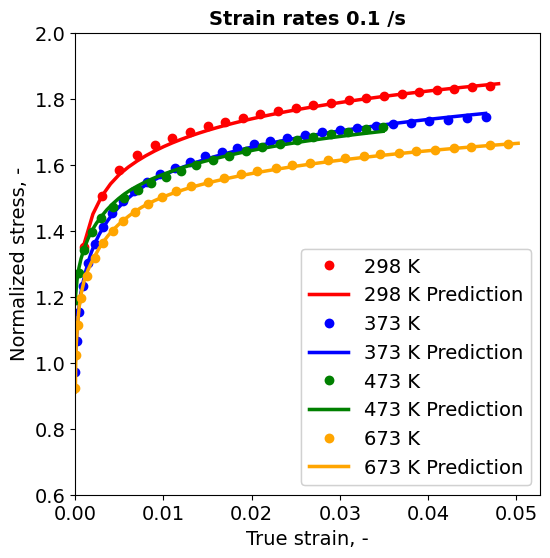 Strain rates 0.1 /s
Normalized stress, -
2.0
1.8
1.6
1.4
1.2
1.0
0.8
0.6
298 K
298 K Prediction
373 K
373 K Prediction
473 K
473 K Prediction
673 K
673 K Prediction
0.00 0.01 0.02 0.03 0.04 0.05
True strain, -